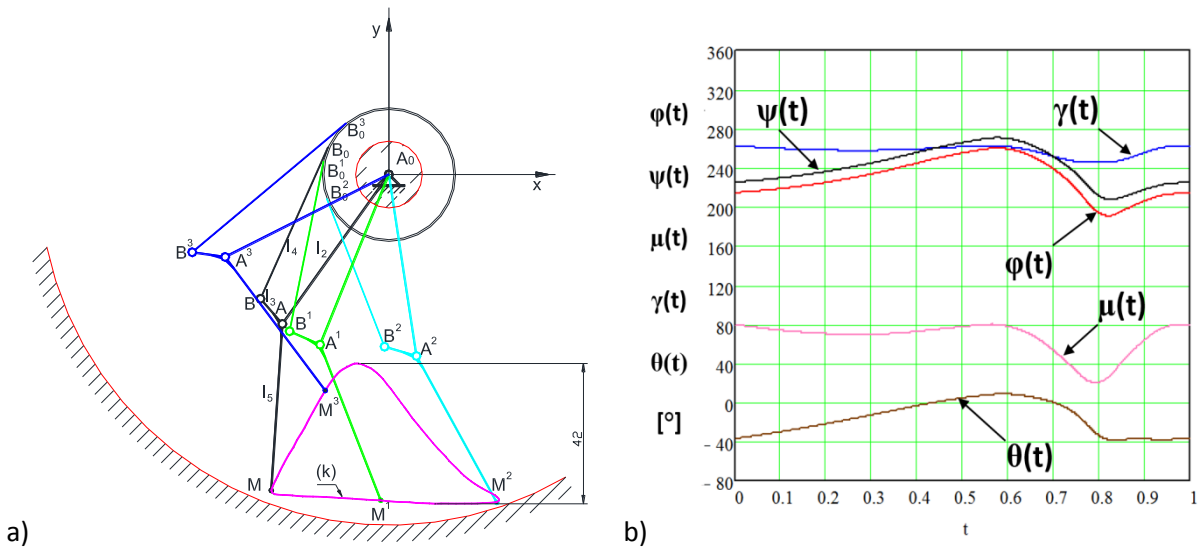 y
x
A0
B0^3
B0
B0^1
B0^2
B^3
A^3
l4
l2
B
l3
A
B^1
A^1
B^2
A^2
l5
M^3
42
M
(k)
M^1
M^2
a)
360
320
280
240
200
160
120
80
40
0
- 40
- 80
φ(t)
ψ(t)
μ(t)
γ(t)
θ(t)
[°]
ψ(t)
γ(t)
φ(t)
μ(t)
θ(t)
0 0.1 0.2 0.3 0.4 0.5 0.6 0.7 0.8 0.9 1
t
b)